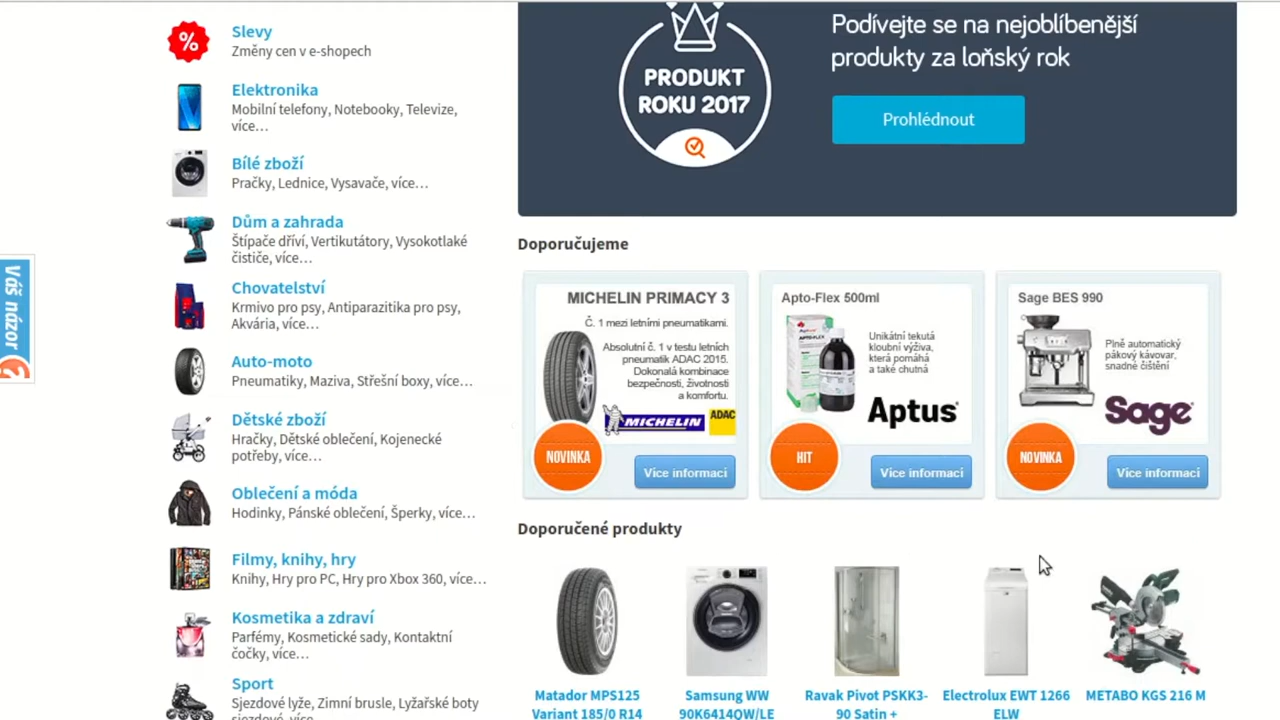 Slevy
Změny cen v e-shopech
Elektronika
Mobilní telefony, Notebooky, Televize,
více…
Bílé zboží
Pračky, Lednice, Vysavače, více…
Dům a zahrada
Štípače dříví, Vertikutátory, Vysokotlaké
čističe, více…
Chovatelství
Krmivo pro psy, Antiparazitika pro psy,
Akvária, více…
Auto-moto
Pneumatiky, Maziva, Střešní boxy, více…
Dětské zboží
Hračky, Dětské oblečení, Kojenecké
potřeby, více…
Oblečení a móda
Hodinky, Pánské oblečení, Šperky, více…
Filmy, knihy, hry
Knihy, Hry pro PC, Hry pro Xbox 360, více…
Kosmetika a zdraví
Parfémy, Kosmetické sady, Kontaktní
čočky, více…
Sport
Sjezdové lyže, Zimní brusle, Lyžařské boty
Váš názor
PRODUKT
ROKU 2017
Podívejte se na nejoblíbenější
produkty za loňský rok
Prohlédnout
Doporučujeme
MICHELIN PRIMACY 3
Č. 1 mezi letními pneumatikami.
Absolutní č. 1 v testu letních
pneumatik ADAC 2015.
Dokonalá kombinace
bezpečnosti, životnosti
a komfortu.
MICHELIN
ADAC
NOVINKA
Více informací
Apto-Flex 500ml
Unikátní tekutá
kloubní výživa,
která pomáhá
a také chutná
Aptus
HIT
Více informací
Sage BES 990
Plně automatický
pákový kávovar,
snadné čištění
Sage
NOVINKA
Více informací
Doporučené produkty
Matador MPS125
Variant 185/0 R14
Samsung WW
90K6414QW/LE
Ravak Pivot PSKK3-
90 Satin +
Electrolux EWT 1266
ELW
METABO KGS 216 M